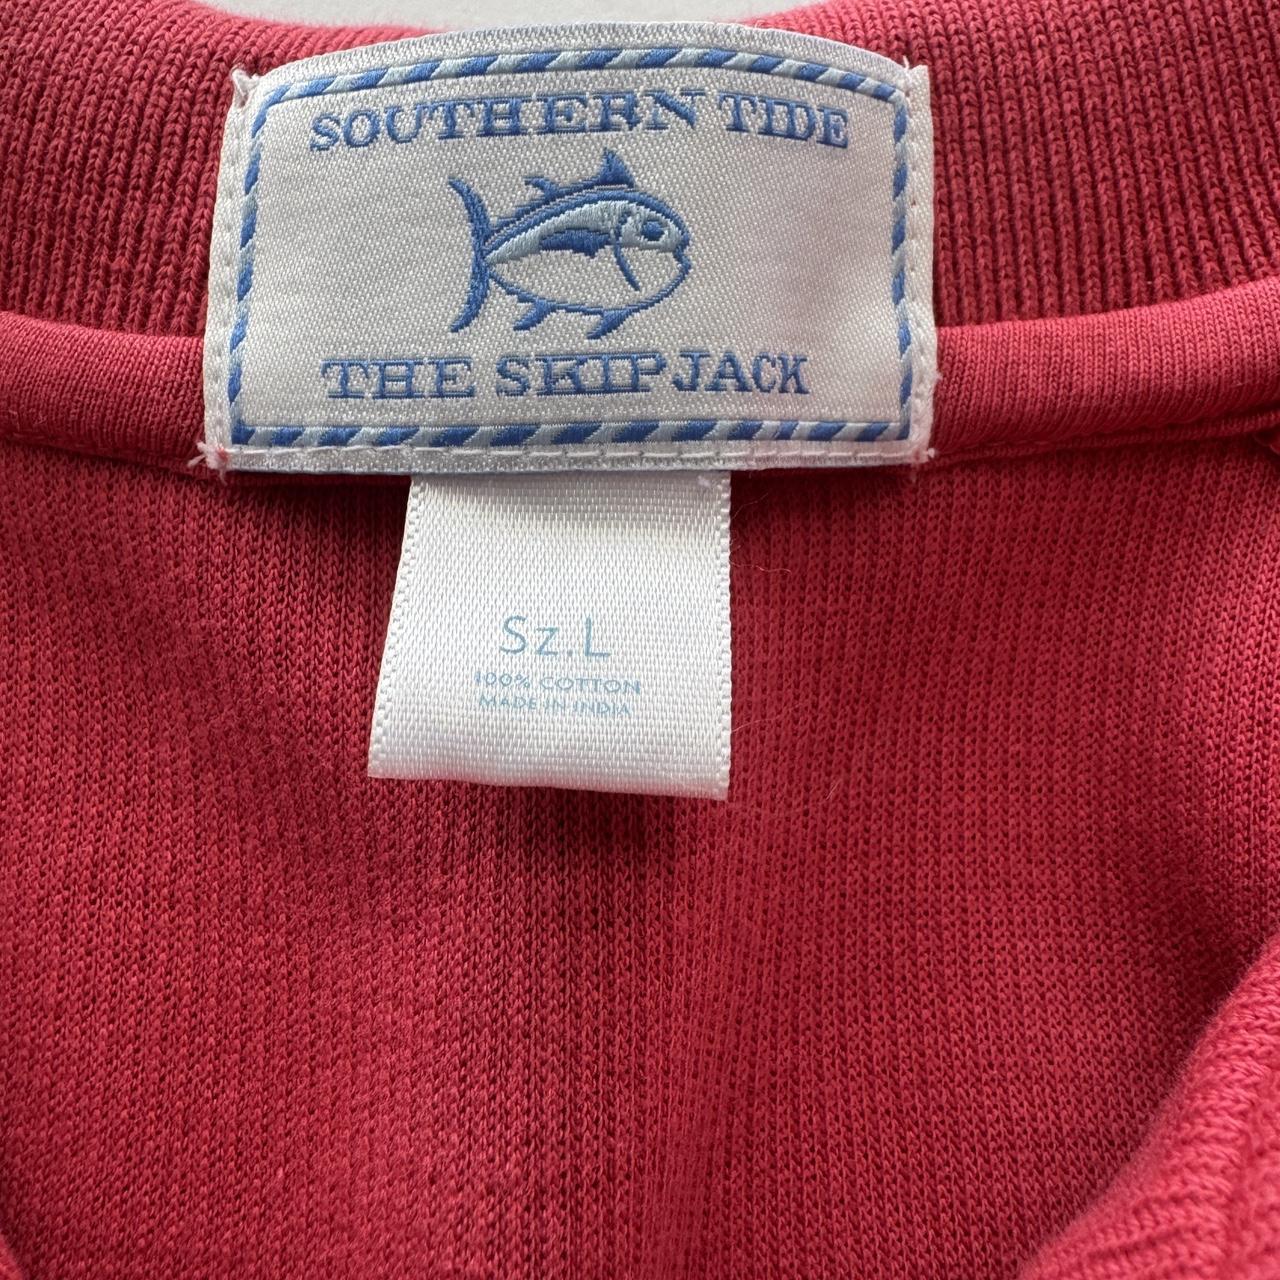 SOUTHERN TIDE
THE SKIPJACK
Sz.L
100% COTTON
MADE IN INDIA